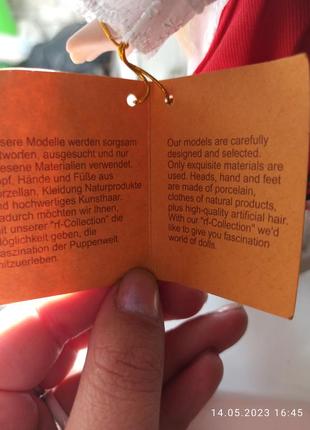 sere Modelle werden sorgsam
tworfen, ausgesucht und nur
esene Materialien verwendet.
opf, Hände und Füße aus
orzellan, Kleidung Naturprodukte
nd hochwertiges Kunsthaar.
adurch möchten wir Ihnen,
it unserer "rf-Collection" die
öglichkeit geben, die
aszination der Puppenwelt
itzuerleben.
Our models are carefully
designed and selected.
Only exquisite materials are
used. Heads, hand and feet
are made of porcelain,
clothes of natural products,
plus high-quality artificial hair.
With our "rf-Collection" we'd
like to give you fascination
world of dolls.
14.05.2023 16:45